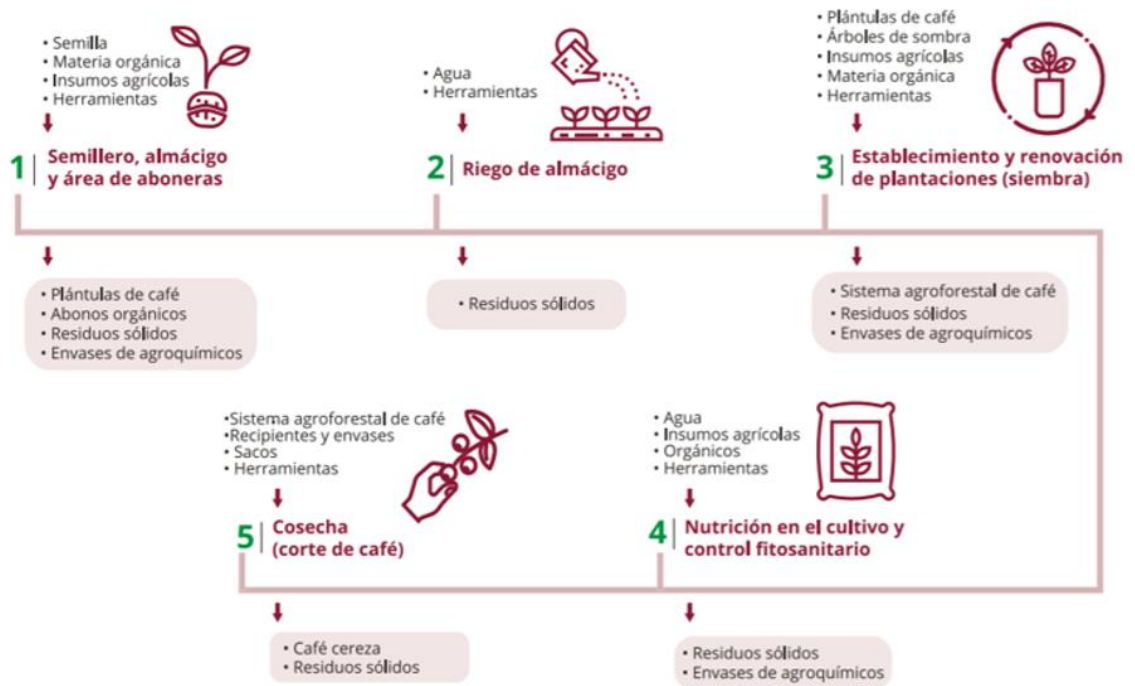 • Semilla
• Materia orgánica
• Insumos agrícolas
• Herramientas
1 Semillero, almácigo
y área de aboneras
• Plántulas de café
• Abonos orgánicos
• Residuos sólidos
• Envases de agroquímicos
• Agua
• Herramientas
2 Riego de almácigo
• Residuos sólidos
• Plántulas de café
• Árboles de sombra
• Insumos agrícolas
• Materia orgánica
• Herramientas
3 Establecimiento y renovación
de plantaciones (siembra)
• Sistema agroforestal de café
• Residuos sólidos
• Envases de agroquímicos
• Agua
• Insumos agrícolas
• Orgánicos
• Herramientas
4 Nutrición en el cultivo y
control fitosanitario
• Residuos sólidos
• Envases de agroquímicos
•Sistema agroforestal de café
•Recipientes y envases
• Sacos
• Herramientas
5 Cosecha
(corte de café)
• Café cereza
• Residuos sólidos